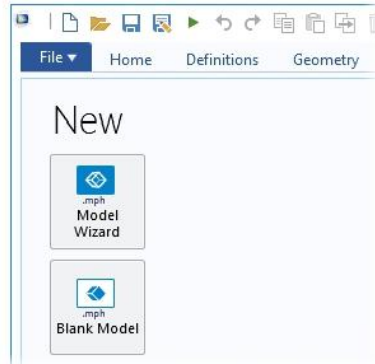 File Home Definitions Geometry
New
.mph
Model
Wizard
.mph
Blank Model